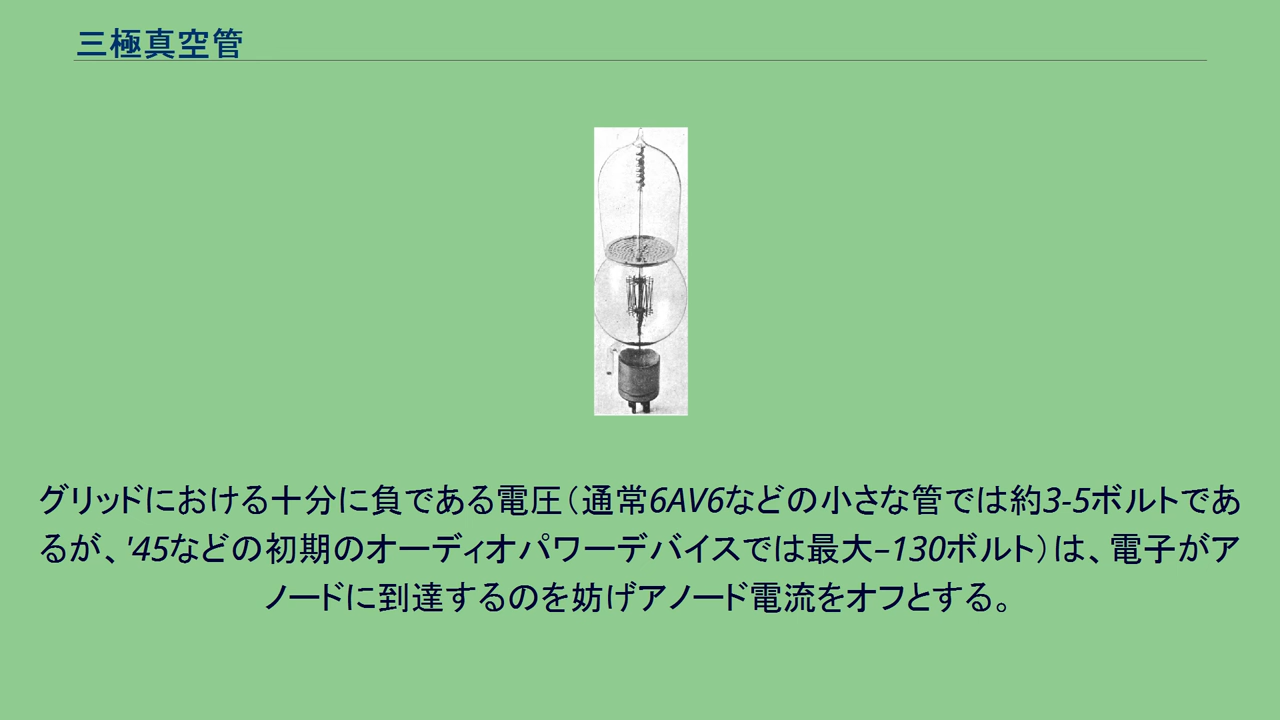 三極真空管
グリッドにおける十分に負である電圧（通常6AV6などの小さな管では約3-5ボルトであ
るが、'45などの初期のオーディオパワーデバイスでは最大–130ボルト）は、電子がア
ノードに到達するのを妨げアノード電流をオフとする。